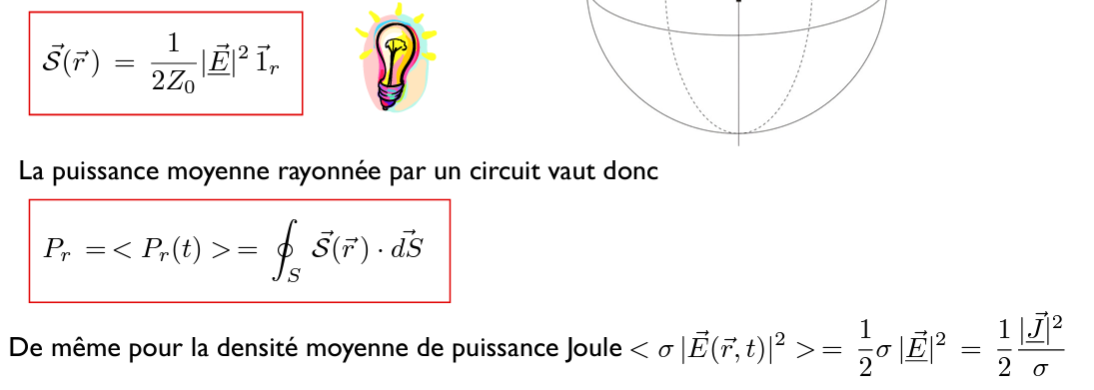 $\vec{\mathcal{S}}(\vec{r}) = \frac{1}{2Z_0}|\underline{\vec{E}}|^2 \, \vec{1}_r$
La puissance moyenne rayonnée par un circuit vaut donc
$P_r = < P_r(t) > = \oint_S \vec{\mathcal{S}}(\vec{r}) \cdot \vec{dS}$
De même pour la densité moyenne de puissance Joule $< \sigma \, |\vec{E}(\vec{r},t)|^2 > = \frac{1}{2}\sigma \, |\underline{\vec{E}}|^2 = \frac{1}{2}\frac{|\underline{\vec{J}}|^2}{\sigma}$